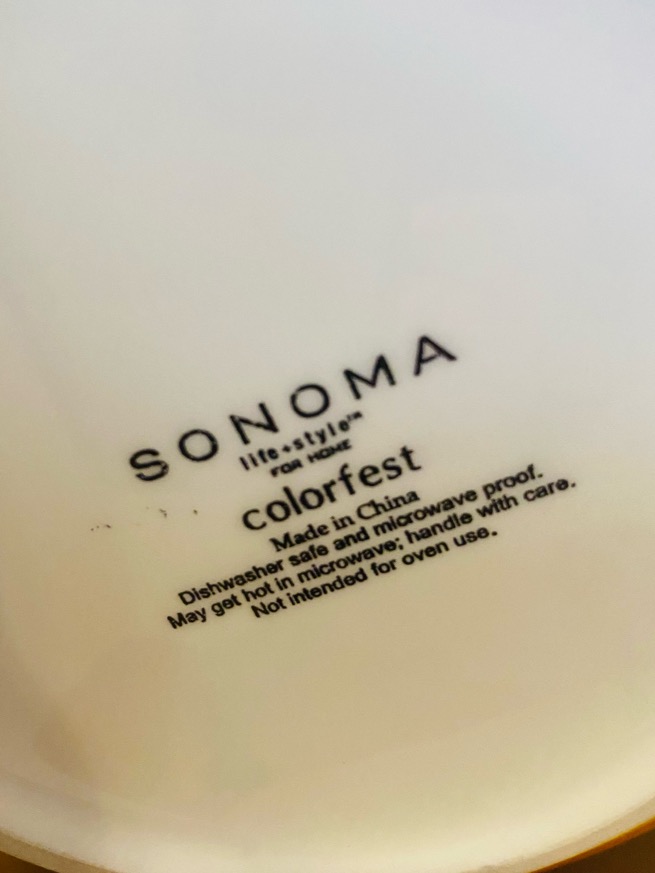 SONOMA
life+style™
FOR HOME
colorfest
Made in China
Dishwasher safe and microwave proof.
May get hot in microwave; handle with care.
Not intended for oven use.